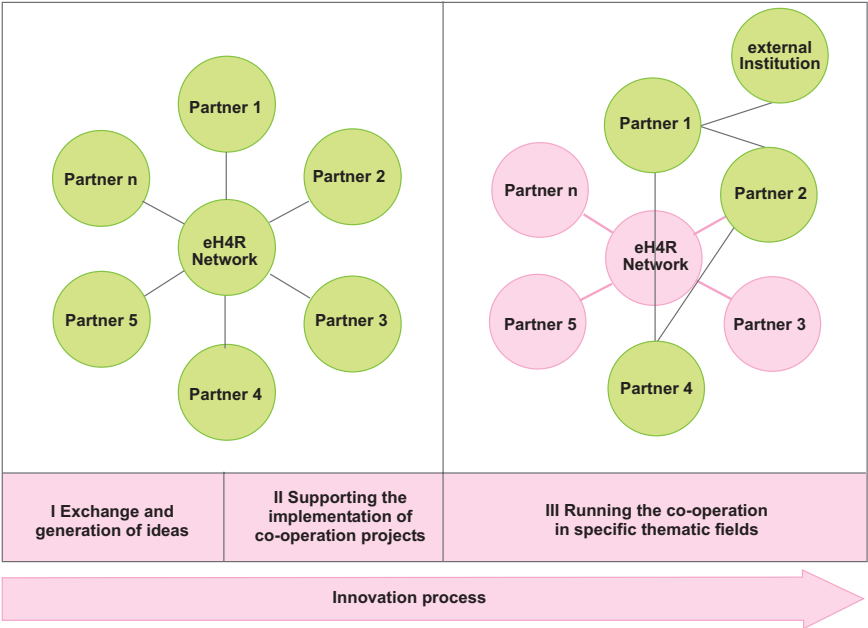 Partner 1
Partner n
Partner 2
eH4R
Network
Partner 5
Partner 3
Partner 4
external
Institution
Partner 1
Partner n
Partner 2
eH4R
Network
Partner 5
Partner 3
Partner 4
I Exchange and
generation of ideas
II Supporting the
implementation of
co-operation projects
III Running the co-operation
in specific thematic fields
Innovation process